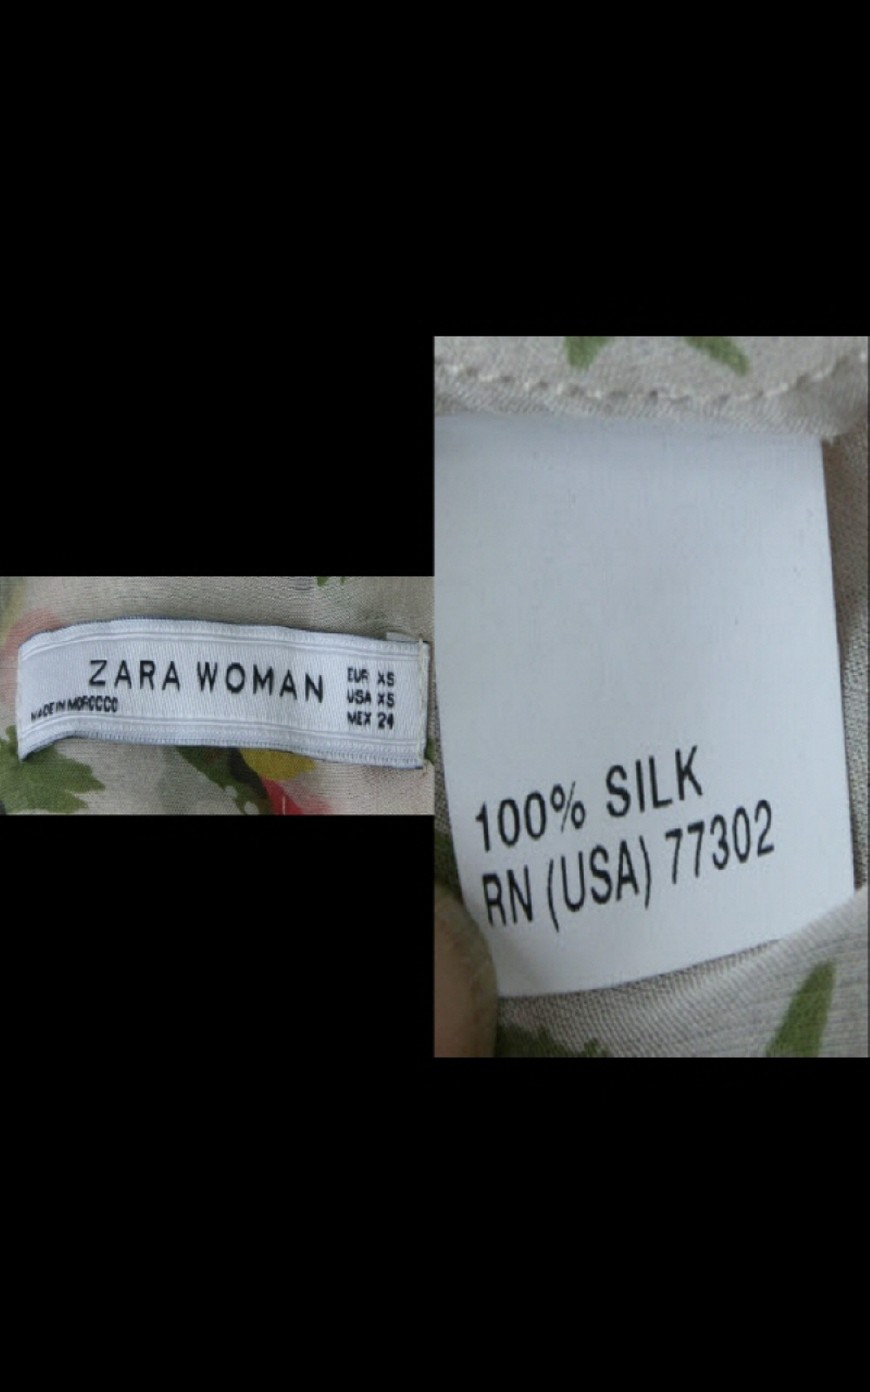 ZARA WOMAN
MADE IN MOROCCO
EUR XS
USA XS
MEX 24
100% SILK
RN (USA) 77302